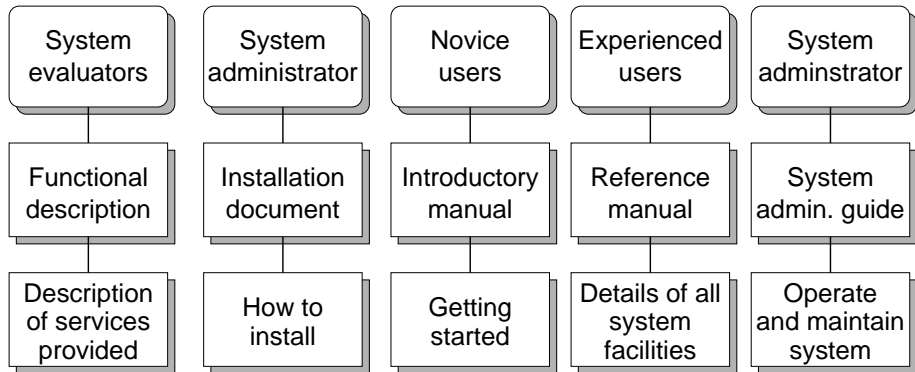 System
evaluators
System
administrator
Novice
users
Experienced
users
System
adminstrator
Functional
description
Installation
document
Introductory
manual
Reference
manual
System
admin. guide
Description
of services
provided
How to
install
Getting
started
Details of all
system
facilities
Operate
and maintain
system